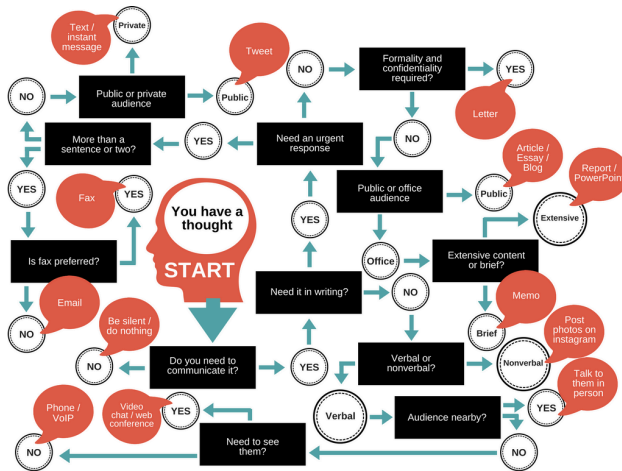 Text /
instant
message
Private
Tweet
Formality and
confidentiality
required?
NO
YES
NO
Public or private
audience
Public
Letter
More than a
sentence or two?
YES
Need an urgent
response
NO
Article /
Essay /
Blog
Report /
PowerPoint
YES
Fax
YES
You have a
thought
START
YES
Public or office
audience
Public
Extensive
Is fax preferred?
Office
Extensive content
or brief?
Need it in writing?
NO
Email
NO
Be silent /
do nothing
Memo
Brief
Post
photos on
instagram
NO
Do you need to
communicate it?
YES
Verbal or
nonverbal?
Nonverbal
Talk to
them in
person
Phone /
VoIP
Video
chat / web
conference
YES
Verbal
Audience nearby?
YES
NO
Need to see
them?
NO